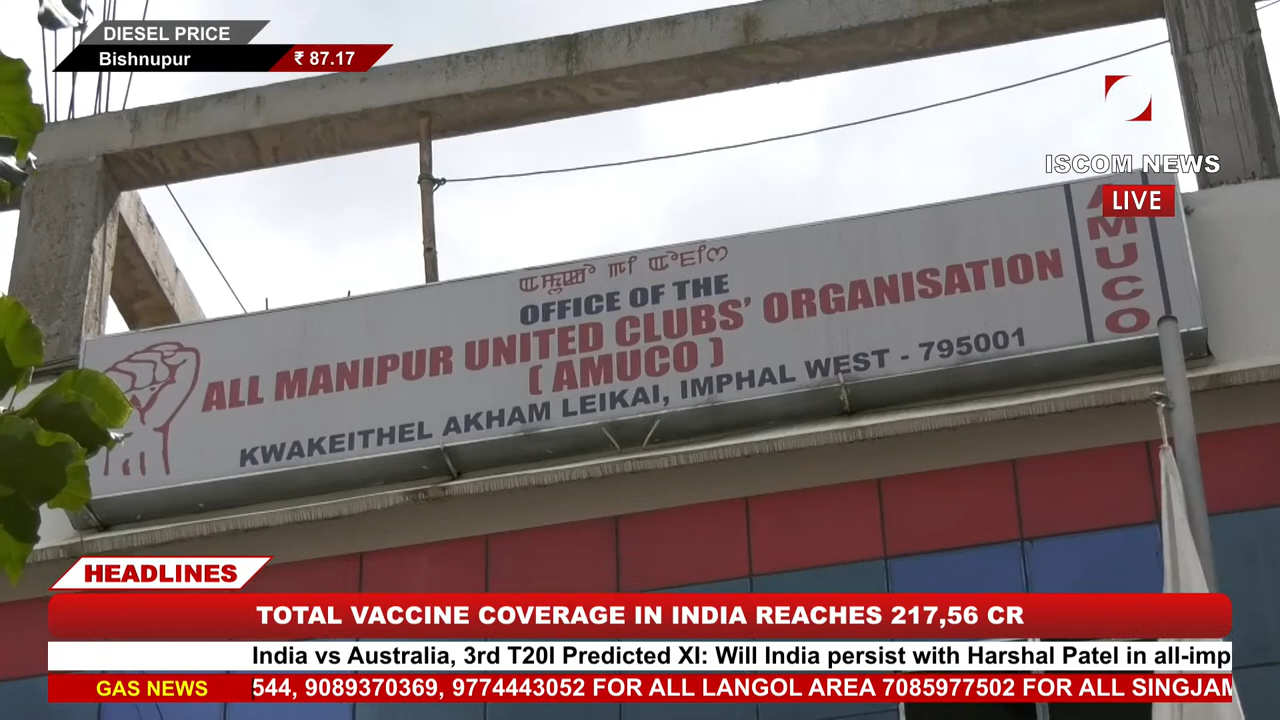 DIESEL PRICE
Bishnupur ₹ 87.17
ISCOM NEWS
LIVE
OFFICE OF THE
ALL MANIPUR UNITED CLUBS' ORGANISATION
( AMUCO )
KWAKEITHEL AKHAM LEIKAI, IMPHAL WEST - 795001
AMUCO
HEADLINES
TOTAL VACCINE COVERAGE IN INDIA REACHES 217,56 CR
India vs Australia, 3rd T20I Predicted XI: Will India persist with Harshal Patel in all-imp
GAS NEWS 544, 9089370369, 9774443052 FOR ALL LANGOL AREA 7085977502 FOR ALL SINGJAM